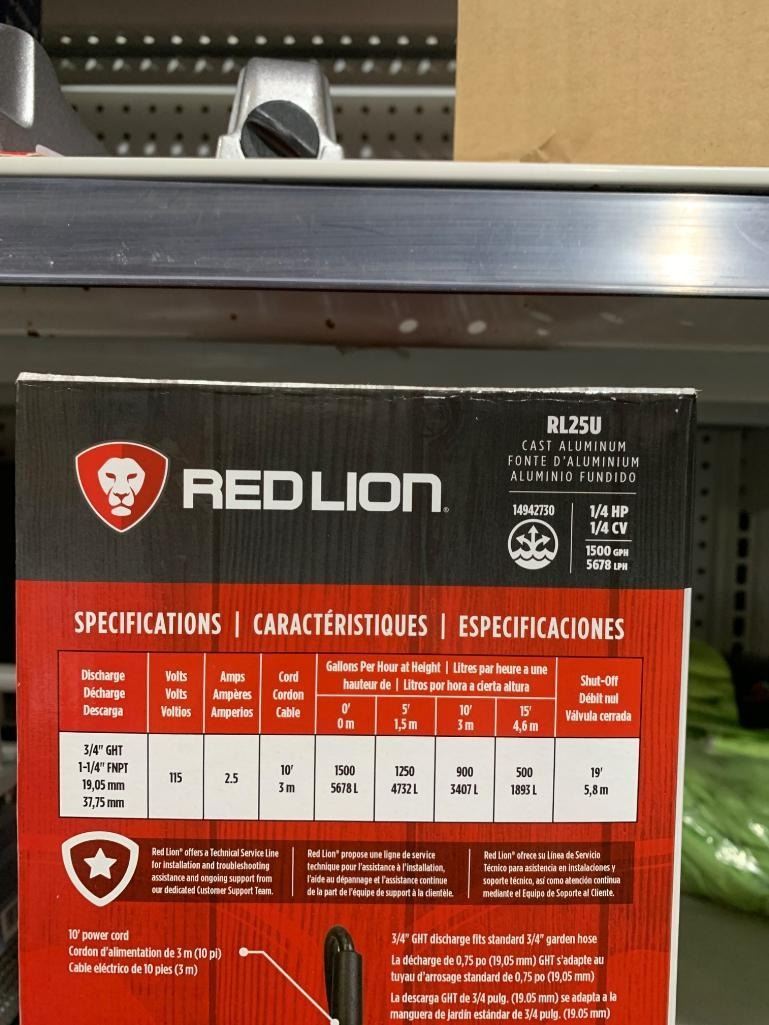 RL25U
CAST ALUMINUM
FONTE D'ALUMINIUM
ALUMINIO FUNDIDO
RED LION®
14942730
1/4 HP
1/4 CV
1500 GPH
5678 LPH
SPECIFICATIONS | CARACTÉRISTIQUES | ESPECIFICACIONES
Discharge
Décharge
Descarga
Volts
Volts
Voltios
Amps
Ampères
Amperios
Cord
Cordon
Cable
Gallons Per Hour at Height | Litres par heure a une
hauteur de | Litros por hora a cierta altura
0'
0 m
5'
1,5 m
10'
3 m
15'
4,6 m
Shut-Off
Débit nul
Válvula cerrada
3/4" GHT
1-1/4" FNPT
19,05 mm
37,75 mm
115
2.5
10'
3 m
1500
5678 L
1250
4732 L
900
3407 L
500
1893 L
19'
5,8 m
Red Lion® offers a Technical Service Line
for installation and troubleshooting
assistance and ongoing support from
our dedicated Customer Support Team.
Red Lion® propose une ligne de service
technique pour l'assistance à l'installation,
l'aide au dépannage et l'assistance continue
de la part de l'équipe de support à la clientèle.
Red Lion® ofrece su Línea de Servicio
Técnico para asistencia en instalaciones y
soporte técnico, así como atención continua
mediante el Equipo de Soporte al Cliente.
10' power cord
Cordon d'alimentation de 3 m (10 pi)
Cable eléctrico de 10 pies (3 m)
3/4" GHT discharge fits standard 3/4" garden hose
La décharge de 0,75 po (19,05 mm) GHT s'adapte au
tuyau d'arrosage standard de 0,75 po (19,05 mm)
La descarga GHT de 3/4 pulg. (19.05 mm) se adapta a la
manguera de jardín estándar de 3/4 pulg. (19.05 mm)